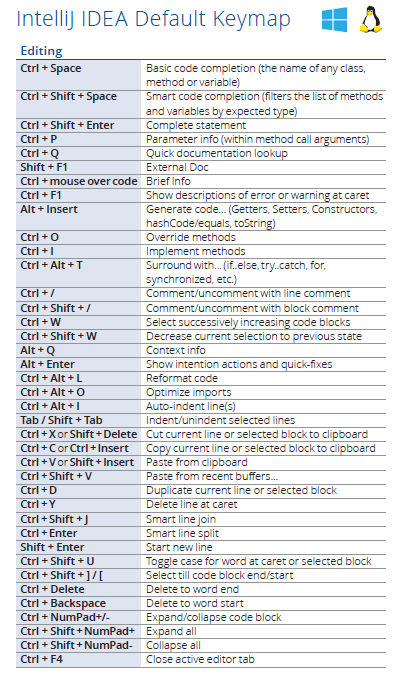 IntelliJ IDEA Default Keymap
Editing
Ctrl + Space Basic code completion (the name of any class,
method or variable)
Ctrl + Shift + Space Smart code completion (filters the list of methods
and variables by expected type)
Ctrl + Shift + Enter Complete statement
Ctrl + P Parameter info (within method call arguments)
Ctrl + Q Quick documentation lookup
Shift + F1 External Doc
Ctrl + mouse over code Brief Info
Ctrl + F1 Show descriptions of error or warning at caret
Alt + Insert Generate code... (Getters, Setters, Constructors,
hashCode/equals, toString)
Ctrl + O Override methods
Ctrl + I Implement methods
Ctrl + Alt + T Surround with... (if..else, try..catch, for,
synchronized, etc.)
Ctrl + / Comment/uncomment with line comment
Ctrl + Shift + / Comment/uncomment with block comment
Ctrl + W Select successively increasing code blocks
Ctrl + Shift + W Decrease current selection to previous state
Alt + Q Context info
Alt + Enter Show intention actions and quick-fixes
Ctrl + Alt + L Reformat code
Ctrl + Alt + O Optimize imports
Ctrl + Alt + I Auto-indent line(s)
Tab / Shift + Tab Indent/unindent selected lines
Ctrl + X or Shift + Delete Cut current line or selected block to clipboard
Ctrl + C or Ctrl + Insert Copy current line or selected block to clipboard
Ctrl + V or Shift + Insert Paste from clipboard
Ctrl + Shift + V Paste from recent buffers...
Ctrl + D Duplicate current line or selected block
Ctrl + Y Delete line at caret
Ctrl + Shift + J Smart line join
Ctrl + Enter Smart line split
Shift + Enter Start new line
Ctrl + Shift + U Toggle case for word at caret or selected block
Ctrl + Shift + ] / [ Select till code block end/start
Ctrl + Delete Delete to word end
Ctrl + Backspace Delete to word start
Ctrl + NumPad+/- Expand/collapse code block
Ctrl + Shift + NumPad+ Expand all
Ctrl + Shift + NumPad- Collapse all
Ctrl + F4 Close active editor tab